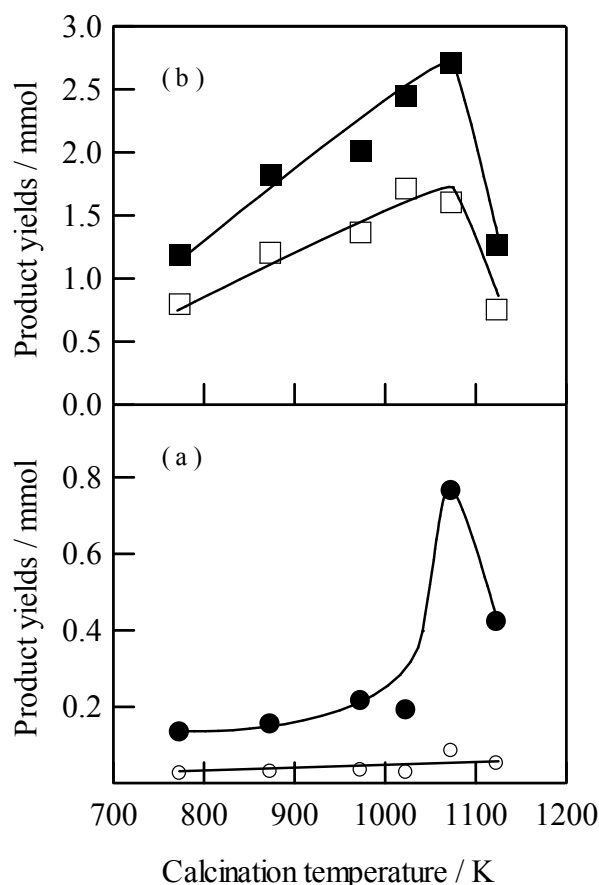 3.0
( b )
2.5
2.0
1.5
1.0
0.5
0.0
Product yields / mmol
( a )
0.8
0.6
0.4
0.2
Product yields / mmol
700 800 900 1000 1100 1200
Calcination temperature / K